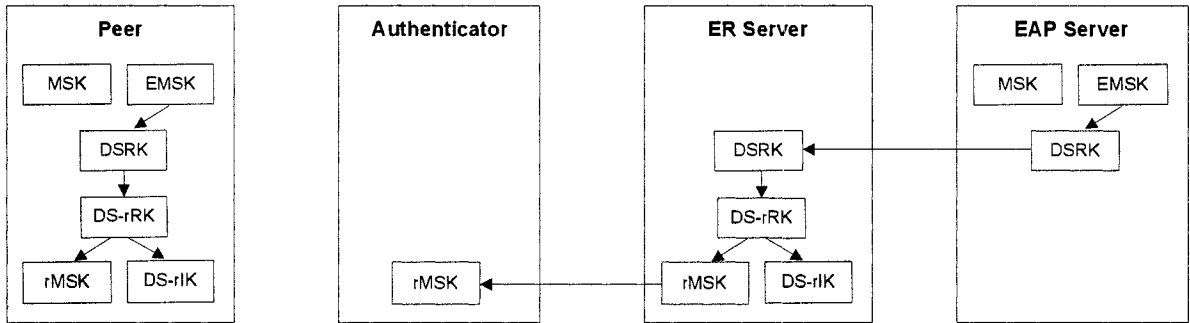 Peer
Authenticator
ER Server
EAP Server
MSK
EMSK
MSK
EMSK
DSRK
DSRK
DSRK
DS-rRK
DS-rRK
rMSK
DS-rIK
rMSK
rMSK
DS-rIK